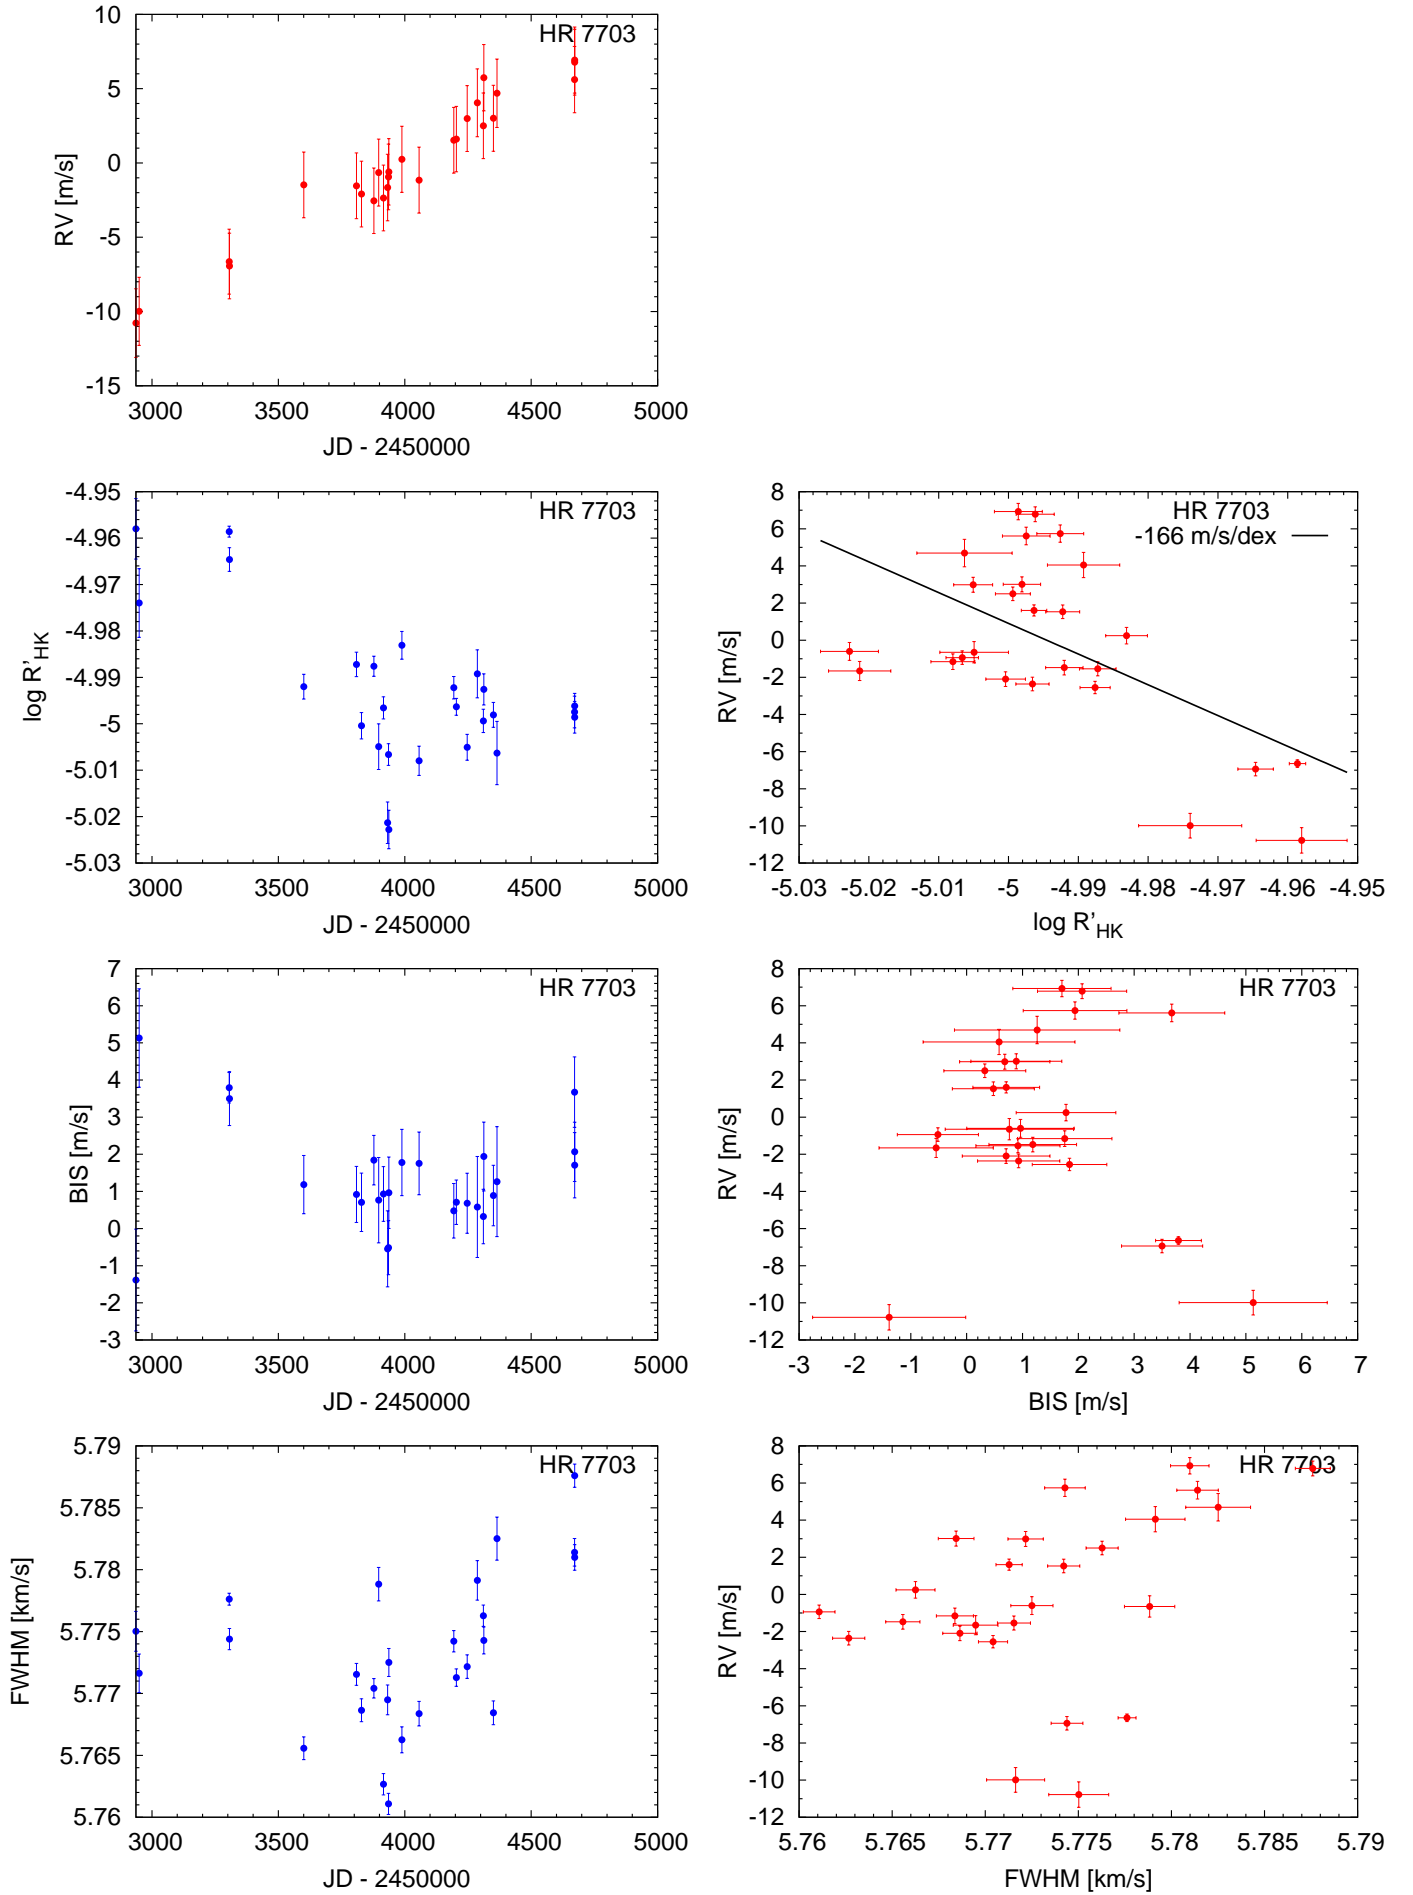 10
5
0
-5
-10
-15
RV [m/s]
HR 7703
3000 3500 4000 4500 5000
JD - 2450000
-4.95
-4.96
-4.97
-4.98
-4.99
-5
-5.01
-5.02
-5.03
log R'HK
HR 7703
3000 3500 4000 4500 5000
JD - 2450000
8
6
4
2
0
-2
-4
-6
-8
-10
-12
RV [m/s]
HR 7703
-166 m/s/dex
-5.03 -5.02 -5.01 -5 -4.99 -4.98 -4.97 -4.96 -4.95
log R'HK
7
6
5
4
3
2
1
0
-1
-2
-3
BIS [m/s]
HR 7703
3000 3500 4000 4500 5000
JD - 2450000
8
6
4
2
0
-2
-4
-6
-8
-10
-12
RV [m/s]
HR 7703
-3 -2 -1 0 1 2 3 4 5 6 7
BIS [m/s]
5.79
5.785
5.78
5.775
5.77
5.765
5.76
FWHM [km/s]
HR 7703
3000 3500 4000 4500 5000
JD - 2450000
8
6
4
2
0
-2
-4
-6
-8
-10
-12
RV [m/s]
HR 7703
5.76 5.765 5.77 5.775 5.78 5.785 5.79
FWHM [km/s]